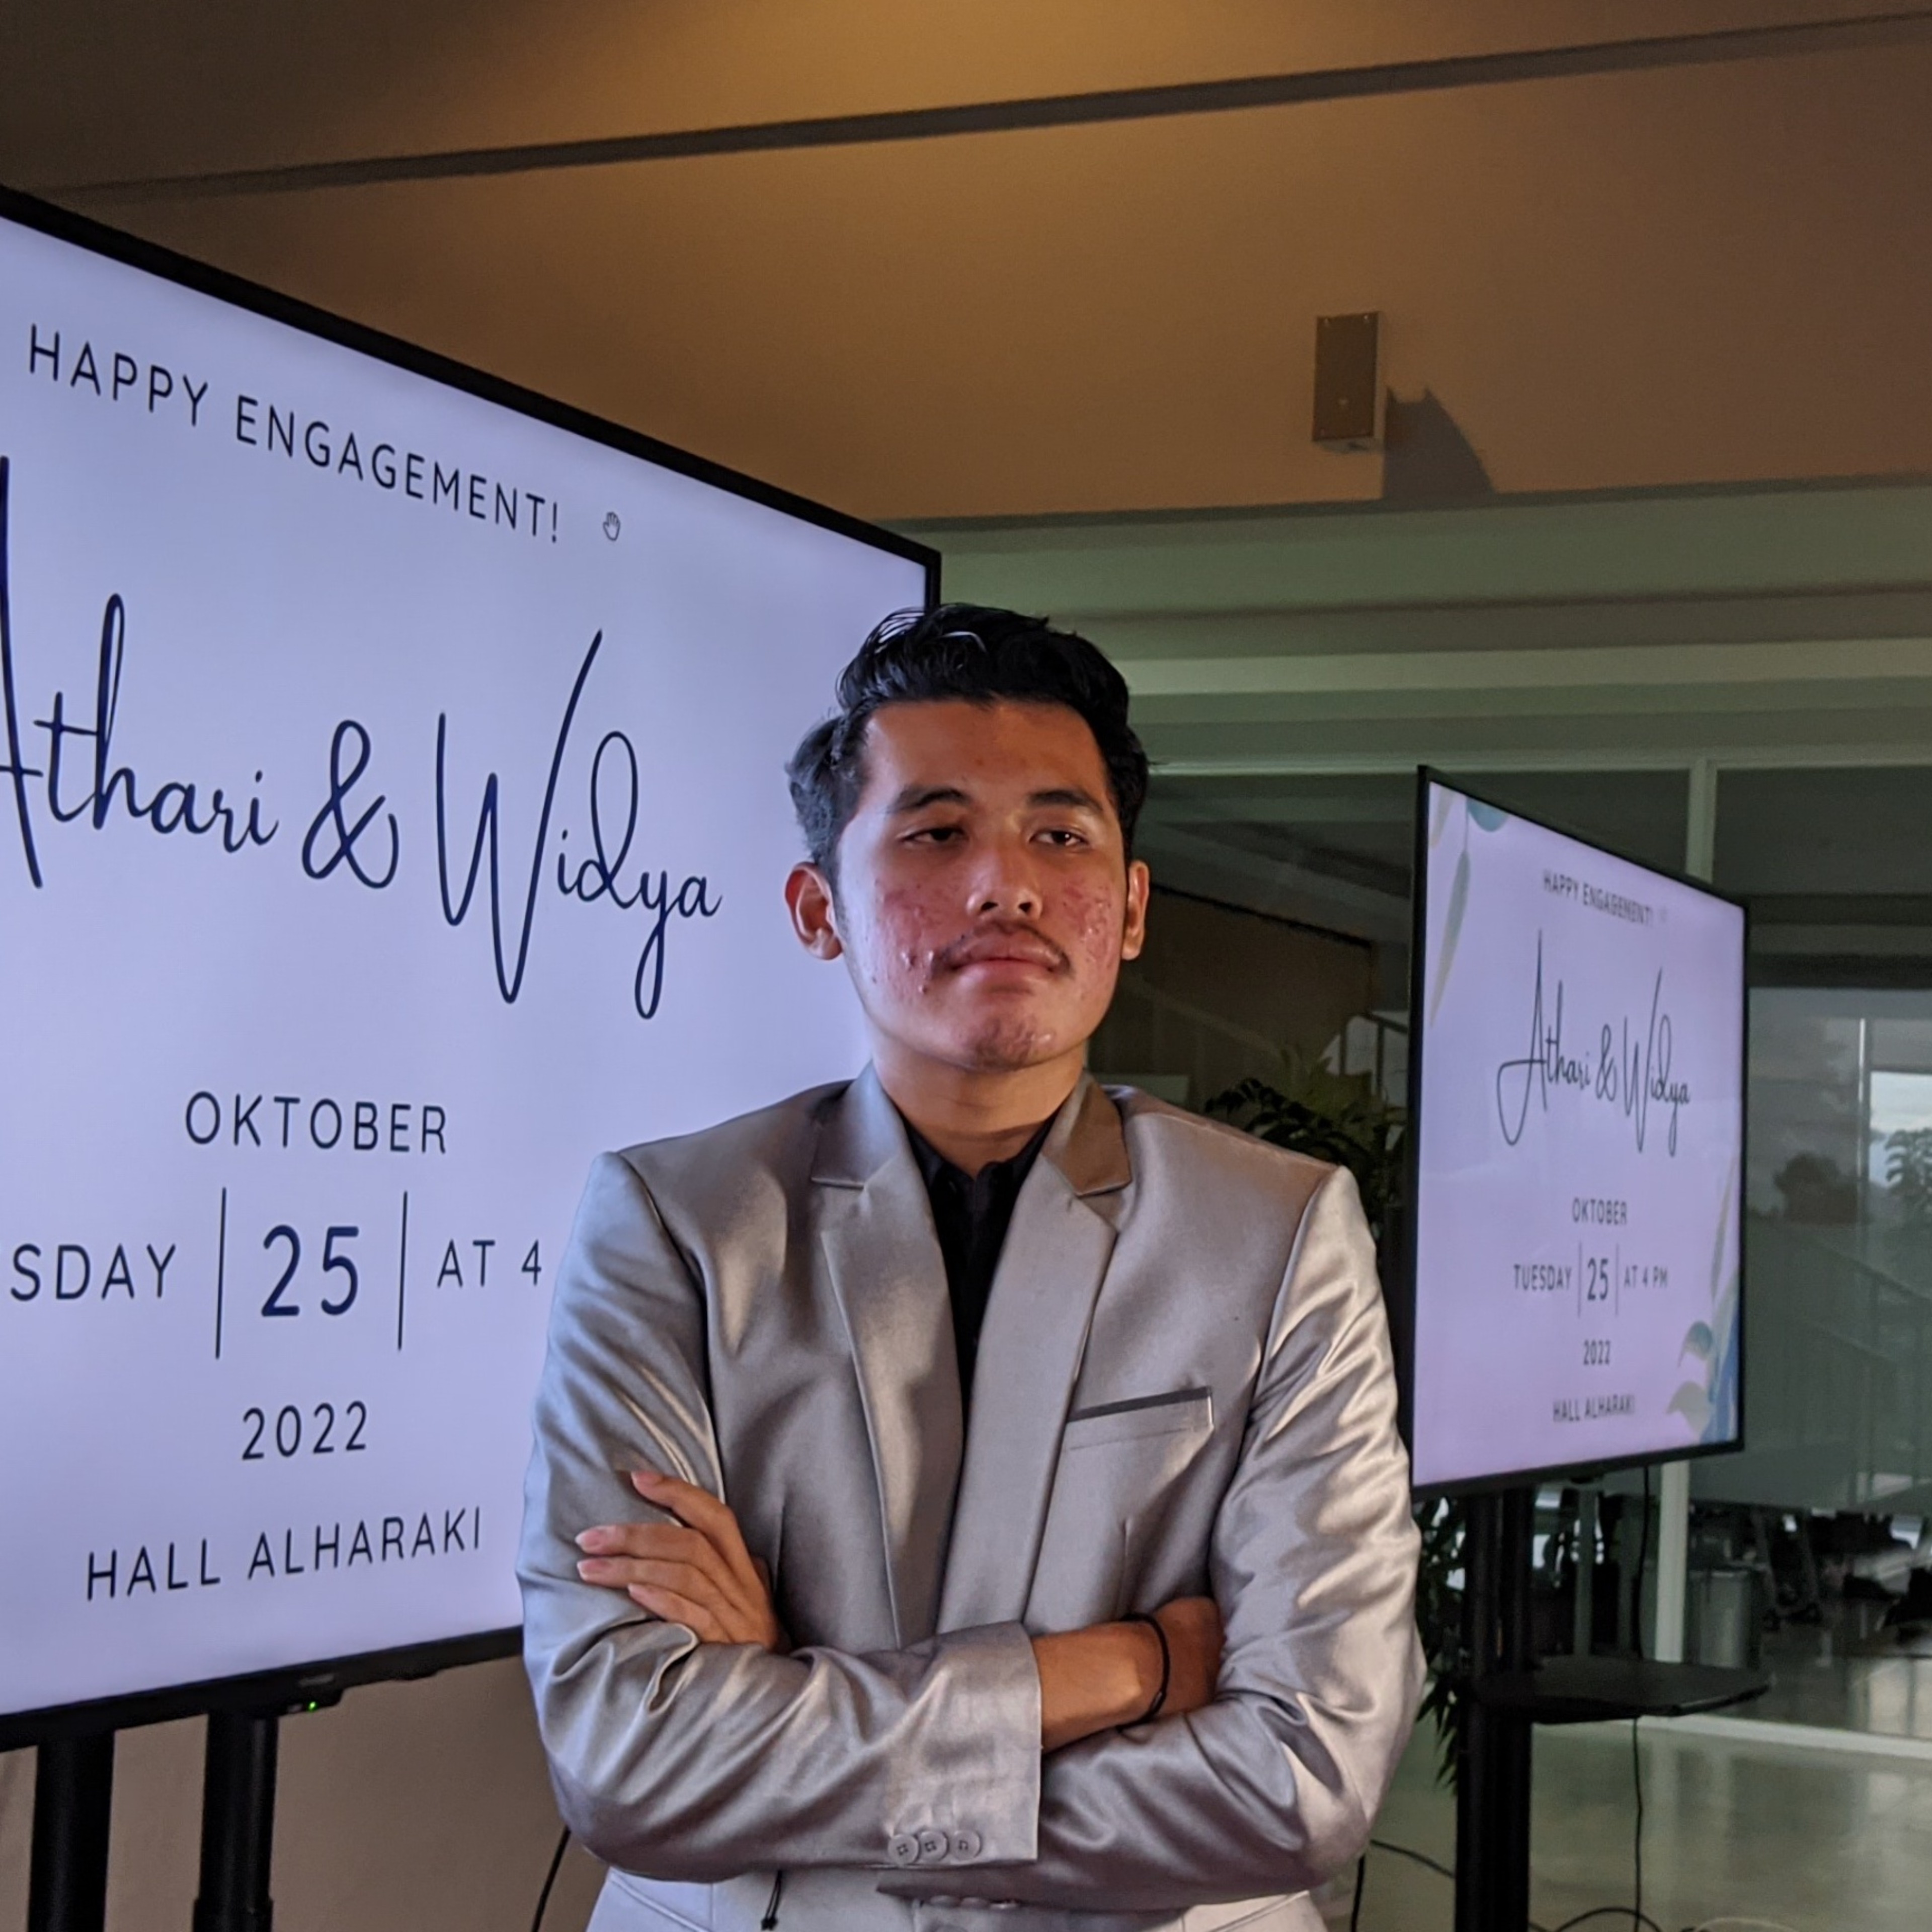 HAPPY ENGAGEMENT!
Athari & Widya
OKTOBER
SDAY | 25 | AT 4
2022
HALL ALHARAKI
HAPPY ENGAGEMENT!
Athari & Widya
OKTOBER
TUESDAY | 25 | AT 4 PM
2022
HALL ALHARAKI